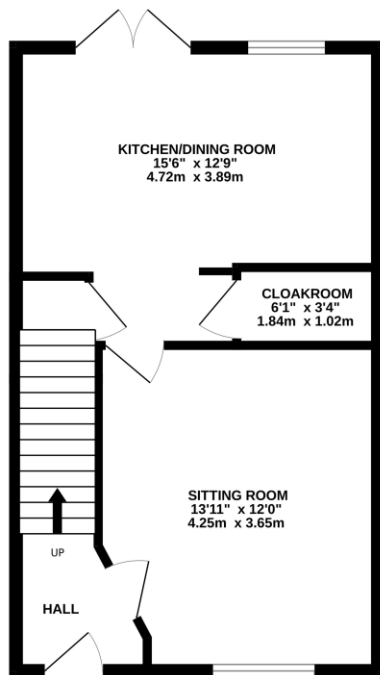 KITCHEN/DINING ROOM
15'6" x 12'9"
4.72m x 3.89m
CLOAKROOM
6'1" x 3'4"
1.84m x 1.02m
SITTING ROOM
13'11" x 12'0"
4.25m x 3.65m
UP
HALL